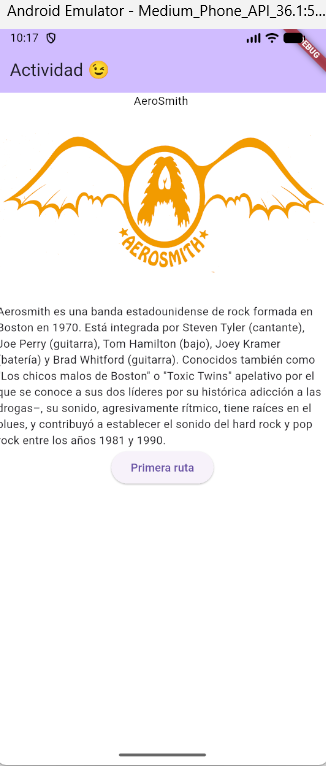 Android Emulator - Medium_Phone_API_36.1:5...
10:17
EBUG
Actividad 😉
AeroSmith
AEROSMITH
Aerosmith es una banda estadounidense de rock formada en
Boston en 1970. Está integrada por Steven Tyler (cantante),
Joe Perry (guitarra), Tom Hamilton (bajo), Joey Kramer
(batería) y Brad Whitford (guitarra). Conocidos también como
"Los chicos malos de Boston" o "Toxic Twins" apelativo por el
que se conoce a sus dos líderes por su histórica adicción a las
drogas–, su sonido, agresivamente rítmico, tiene raíces en el
blues, y contribuyó a establecer el sonido del hard rock y pop
rock entre los años 1981 y 1990.
Primera ruta